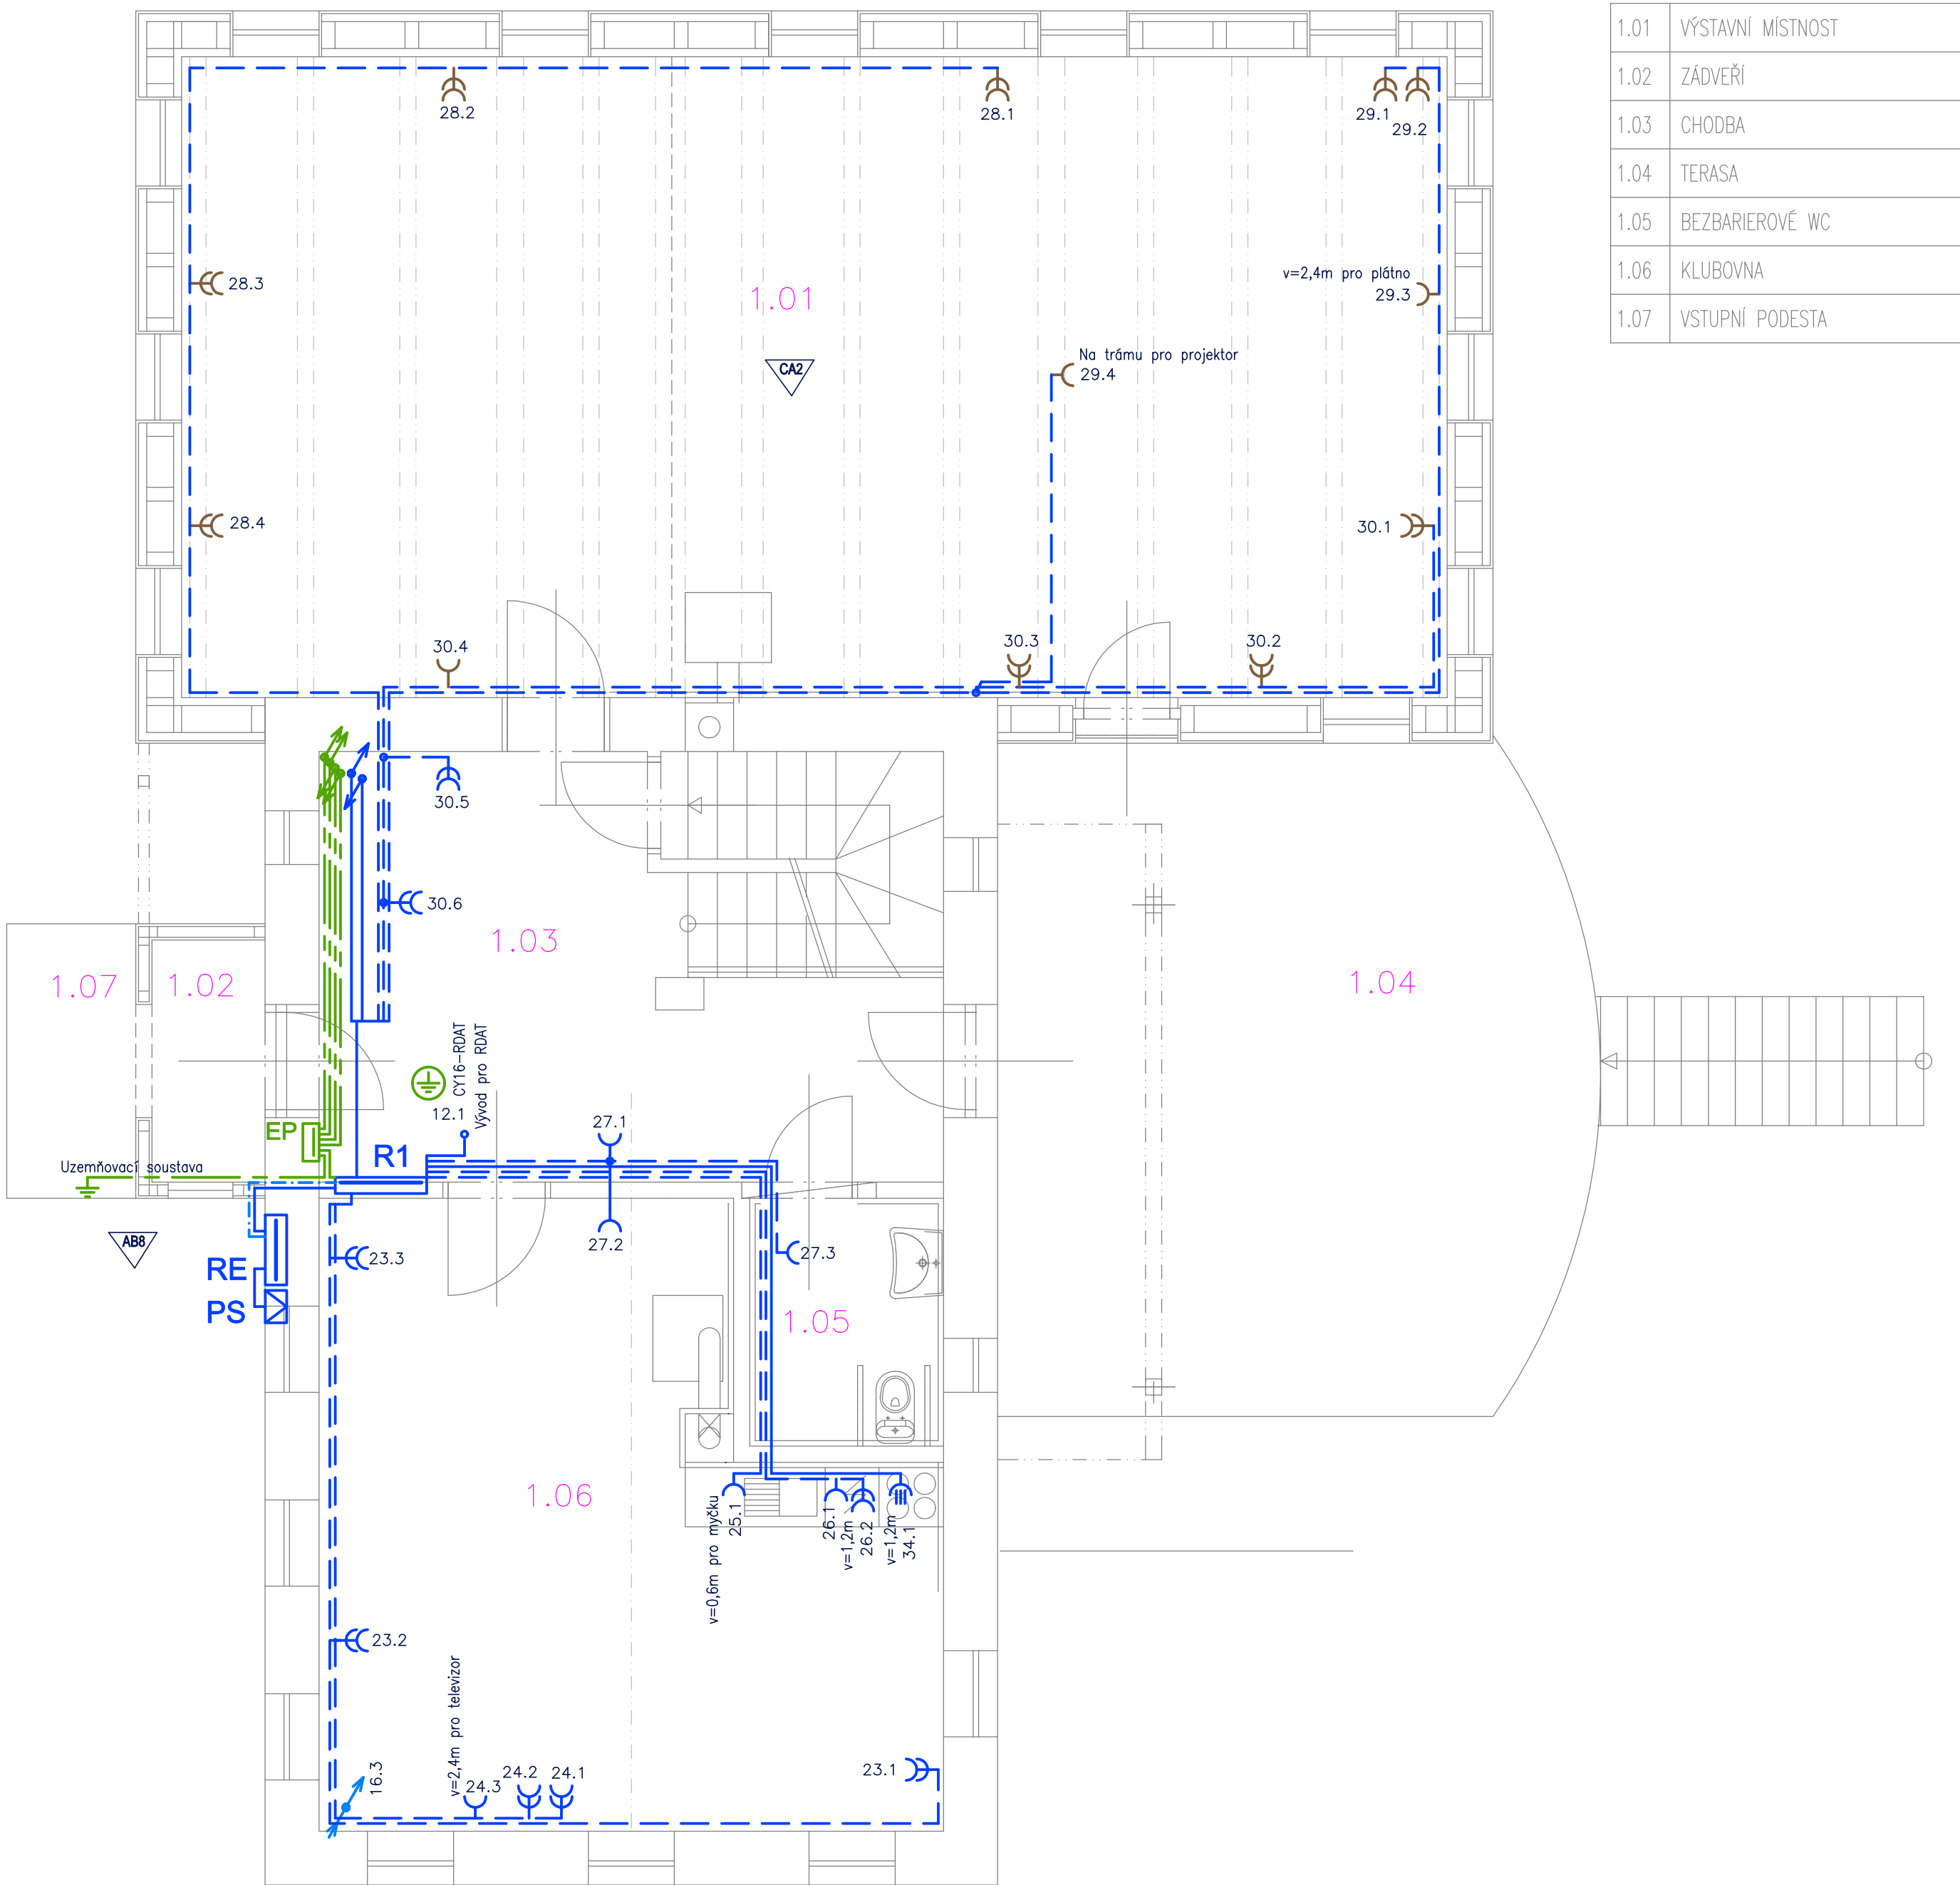 1.01 VÝSTAVNÍ MÍSTNOST
1.02 ZÁDVEŘÍ
1.03 CHODBA
1.04 TERASA
1.05 BEZBARIEROVÉ WC
1.06 KLUBOVNA
1.07 VSTUPNÍ PODESTA
28.2
28.1
29.1
29.2
28.3
1.01
v=2,4m pro plátno
29.3
CA2
Na trámu pro projektor
29.4
28.4
30.1
30.4
30.3
30.2
30.5
30.6
1.03
1.07
1.02
1.04
CY16-RDAT
Vývod pro RDAT
12.1
27.1
EP
R1
Uzemňovací soustava
AB8
27.2
27.3
23.3
RE
PS
1.05
1.06
v=0,6m pro myčku
25.1
26.1
v=1,2m
26.2
v=1,2m
34.1
23.2
v=2,4m pro televizor
16.3
24.3
24.2
24.1
23.1